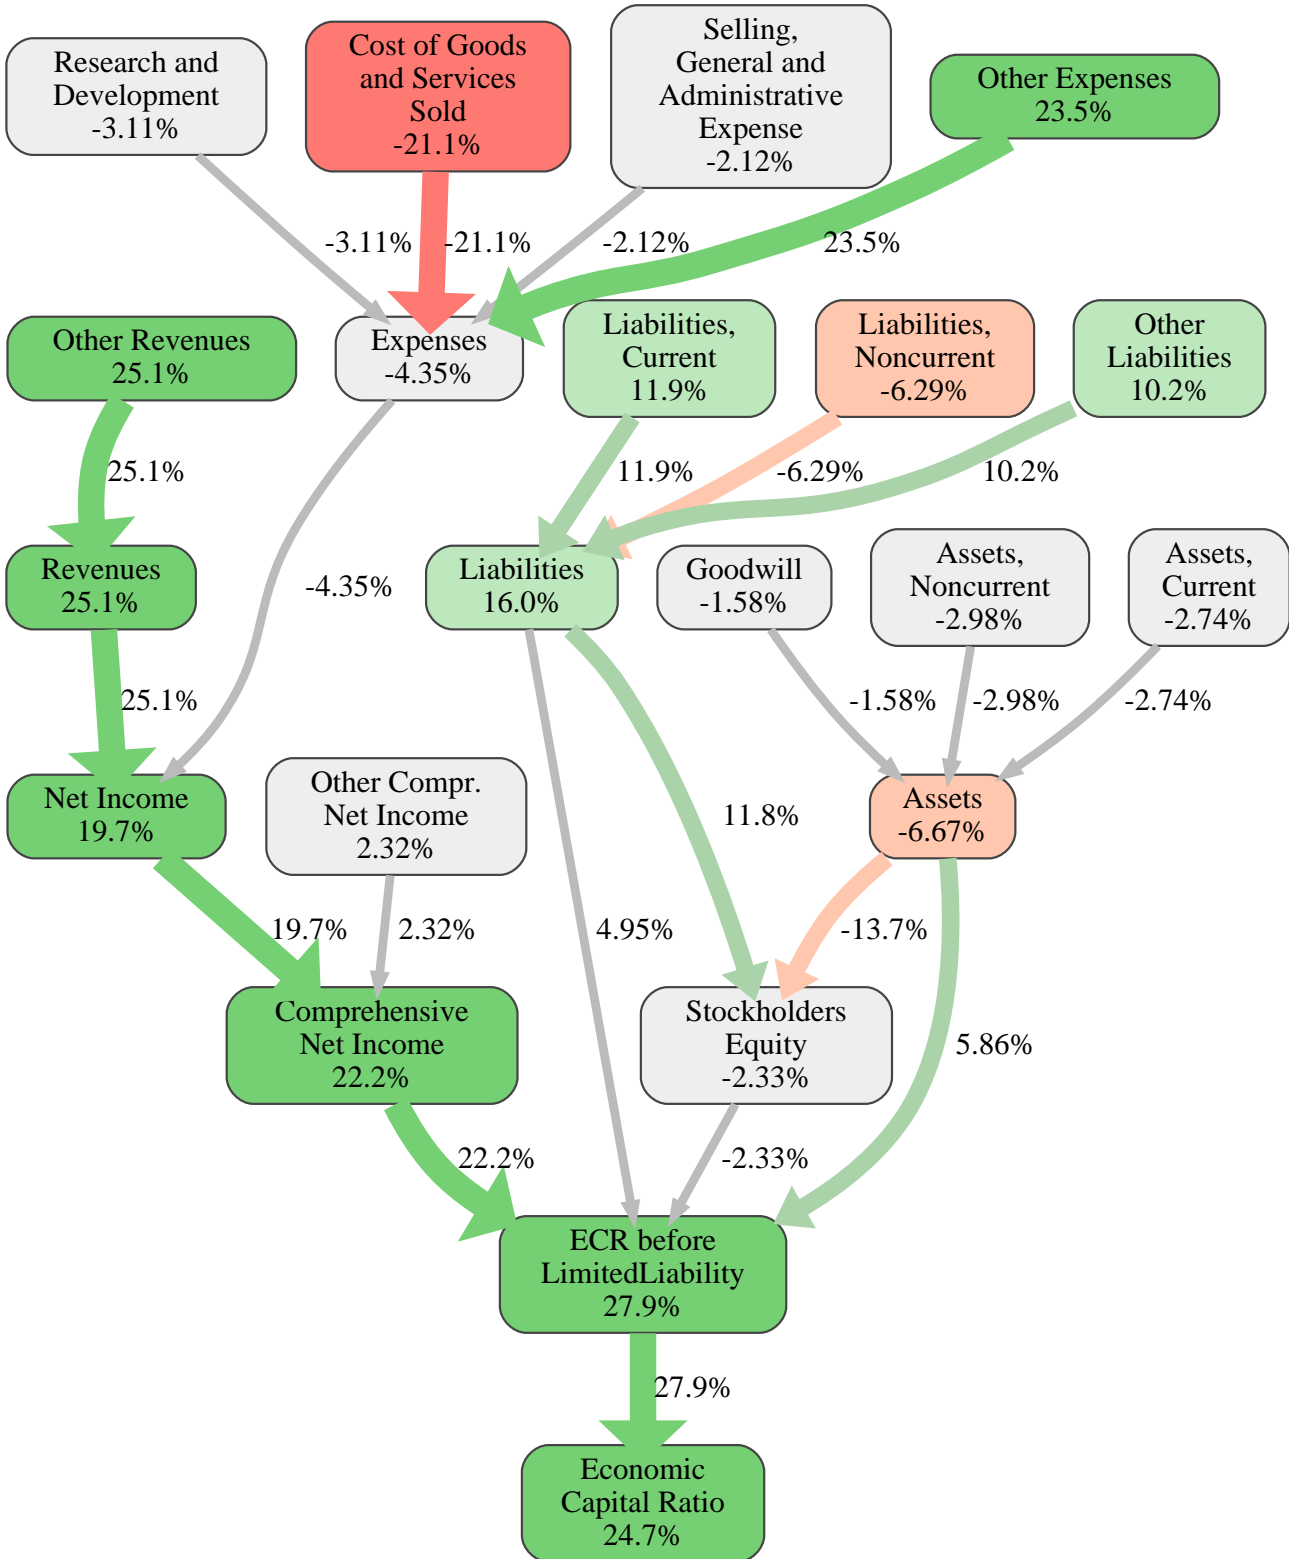 Research and
Development
-3.11%
Cost of Goods
and Services
Sold
-21.1%
Selling,
General and
Administrative
Expense
-2.12%
Other Expenses
23.5%
-3.11%
-21.1%
-2.12%
23.5%
Other Revenues
25.1%
Expenses
-4.35%
Liabilities,
Current
11.9%
Liabilities,
Noncurrent
-6.29%
Other
Liabilities
10.2%
25.1%
11.9%
-6.29%
10.2%
Revenues
25.1%
-4.35%
Liabilities
16.0%
Goodwill
-1.58%
Assets,
Noncurrent
-2.98%
Assets,
Current
-2.74%
25.1%
-1.58%
-2.98%
-2.74%
Net Income
19.7%
Other Compr.
Net Income
2.32%
11.8%
Assets
-6.67%
19.7%
2.32%
4.95%
-13.7%
Comprehensive
Net Income
22.2%
Stockholders
Equity
-2.33%
5.86%
22.2%
-2.33%
ECR before
LimitedLiability
27.9%
27.9%
Economic
Capital Ratio
24.7%